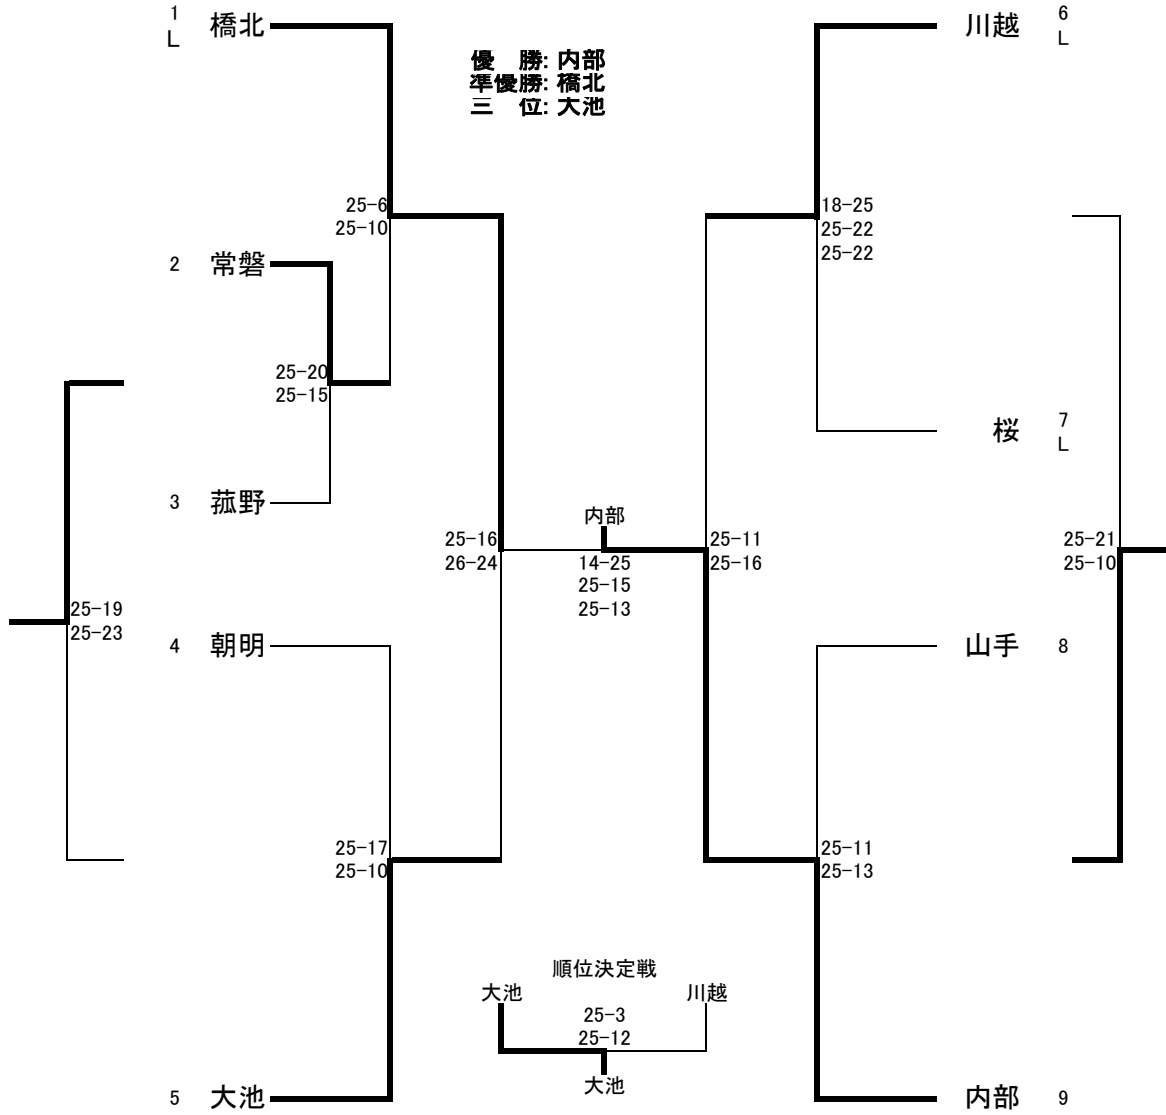 1 橋北 川越 6
L L
優　勝: 内部
準優勝: 橋北
三　位: 大池
25-6 18-25
25-10 25-22
25-22
2 常磐
25-20
25-15
桜 7
L
3 菰野
内部
25-16 25-11 25-21
26-24 14-25 25-16 25-10
25-15
25-13
25-19
25-23
4 朝明 山手 8
25-17 25-11
25-10 25-13
順位決定戦
大池 川越
25-3
25-12
大池
5 大池 内部 9